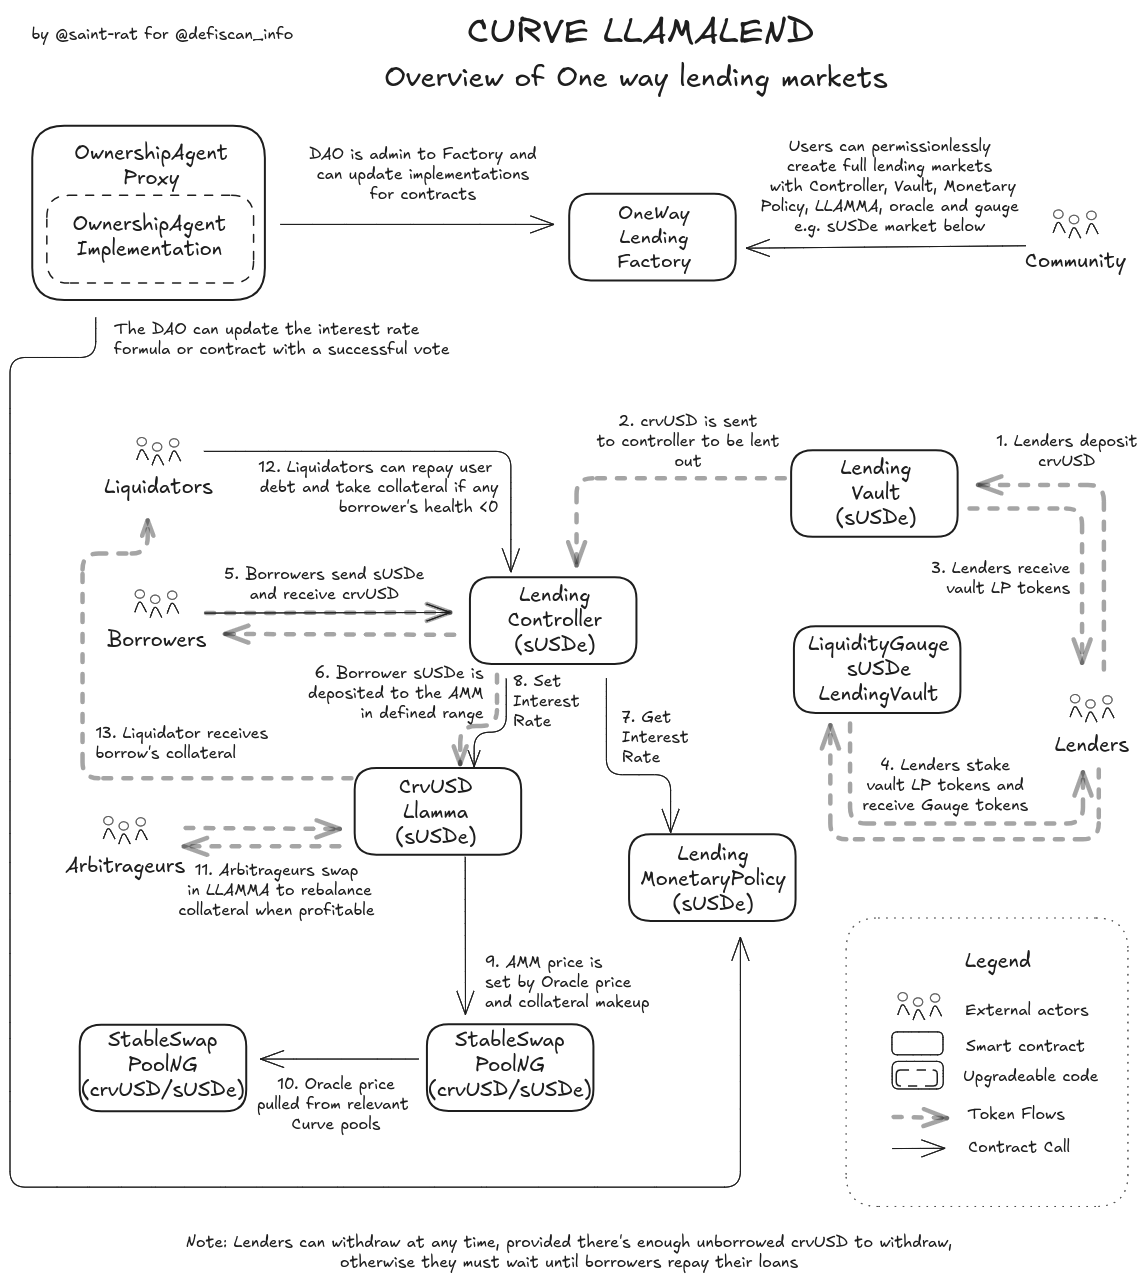 by @saint-rat for @defiscan_info
CURVE LLAMALEND
Overview of One way lending markets
OwnershipAgent
Proxy
OwnershipAgent
Implementation
DAO is admin to Factory and
can update implementations
for contracts
OneWay
Lending
Factory
Users can permissionlessly
create full lending markets
with Controller, Vault, Monetary
Policy, LLAMMA, oracle and gauge
e.g. sUSDe market below
Community
The DAO can update the interest rate
formula or contract with a successful vote
Liquidators
12. Liquidators can repay user
debt and take collateral if any
borrower's health <0
2. crvUSD is sent
to controller to be lent
out
Lending
Vault
(sUSDe)
1. Lenders deposit
crvUSD
3. Lenders receive
vault LP tokens
5. Borrowers send sUSDe
and receive crvUSD
Borrowers
Lending
Controller
(sUSDe)
LiquidityGauge
sUSDe
LendingVault
6. Borrower sUSDe is
deposited to the AMM
in defined range
8. Set
Interest
Rate
7. Get
Interest
Rate
Lenders
13. Liquidator receives
borrow's collateral
4. Lenders stake
vault LP tokens and
receive Gauge tokens
CrvUSD
Llamma
(sUSDe)
Arbitrageurs
11. Arbitrageurs swap
in LLAMMA to rebalance
collateral when profitable
Lending
MonetaryPolicy
(sUSDe)
9. AMM price is
set by Oracle price
and collateral makeup
StableSwap
PoolNG
(crvUSD/sUSDe)
10. Oracle price
pulled from relevant
Curve pools
StableSwap
PoolNG
(crvUSD/sUSDe)
Legend
External actors
Smart contract
Upgradeable code
Token Flows
Contract Call
Note: Lenders can withdraw at any time, provided there's enough unborrowed crvUSD to withdraw,
otherwise they must wait until borrowers repay their loans